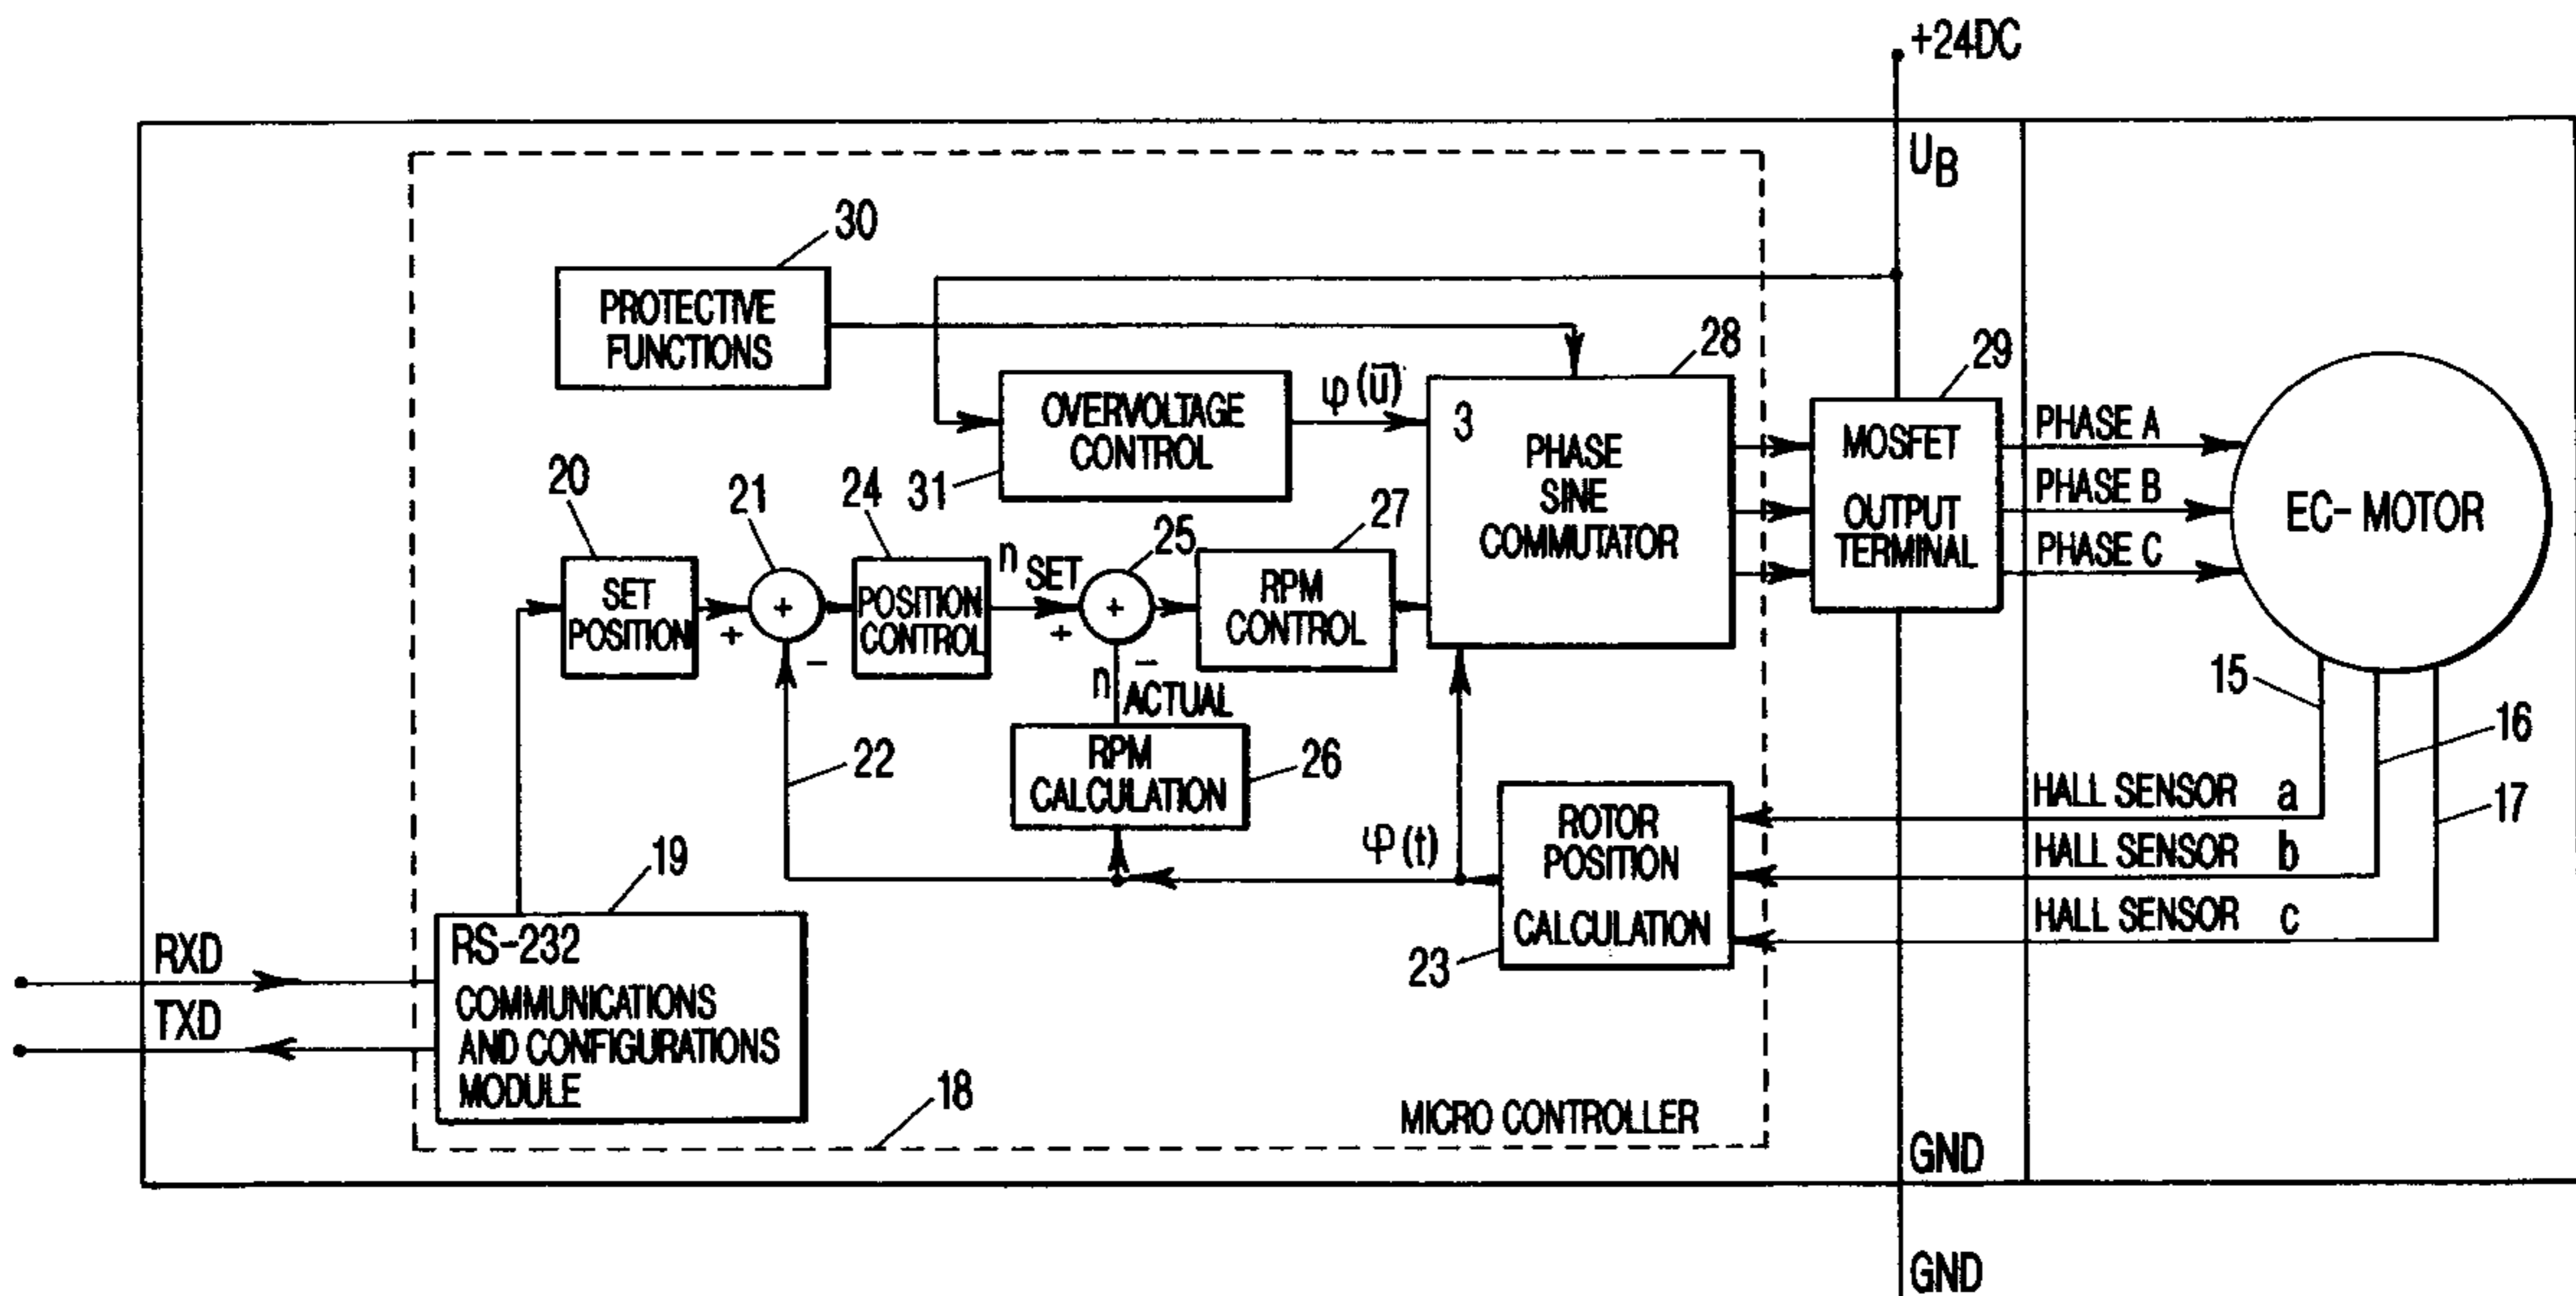 +24DC
UB
30
PROTECTIVE
FUNCTIONS
28
29
φ(ū)
OVERVOLTAGE
CONTROL
31
3
PHASE
SINE
COMMUTATOR
MOSFET
OUTPUT
TERMINAL
PHASE A
PHASE B
PHASE C
EC- MOTOR
20
21
24
25
27
SET
POSITION
+
+
−
POSITION
CONTROL
n SET
+
+
−
RPM
CONTROL
n ACTUAL
15
16
17
22
RPM
CALCULATION
26
φ(t)
ROTOR
POSITION
CALCULATION
23
HALL SENSOR a
HALL SENSOR b
HALL SENSOR c
19
RXD
TXD
RS-232
COMMUNICATIONS
AND CONFIGURATIONS
MODULE
18
MICRO CONTROLLER
GND
GND